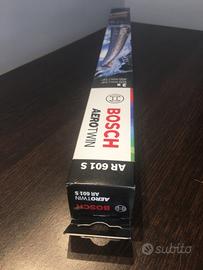 BOSCH
AEROTWIN
AR 601 S
BOSCH
AEROTWIN
AR 601 S
subito